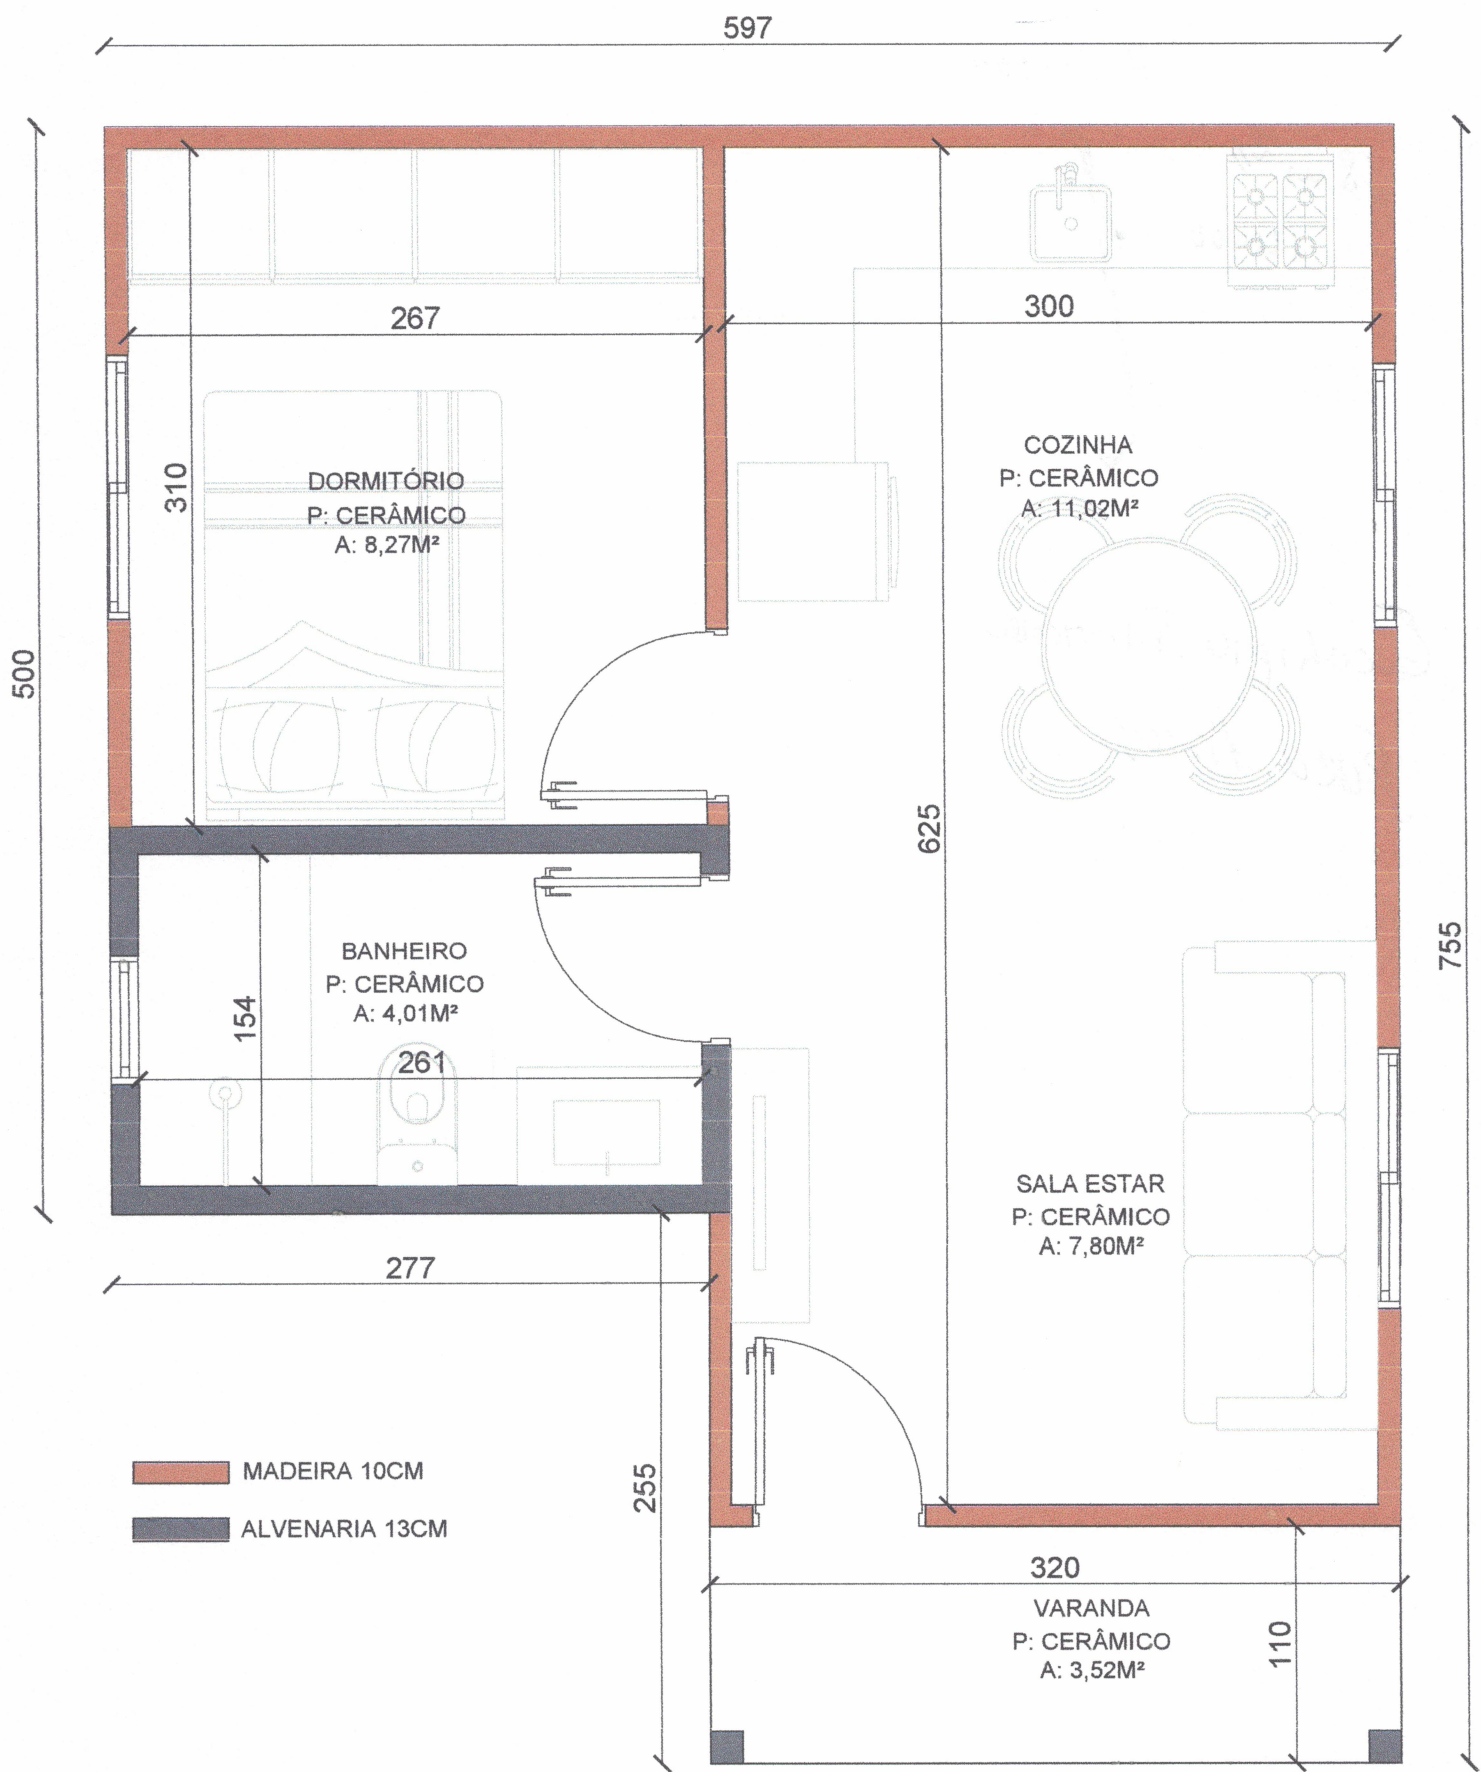 597
267
300
310
500
DORMITÓRIO
P: CERÂMICO
A: 8,27M²
COZINHA
P: CERÂMICO
A: 11,02M²
625
755
BANHEIRO
P: CERÂMICO
A: 4,01M²
154
261
SALA ESTAR
P: CERÂMICO
A: 7,80M²
277
255
MADEIRA 10CM
ALVENARIA 13CM
320
VARANDA
P: CERÂMICO
A: 3,52M²
110